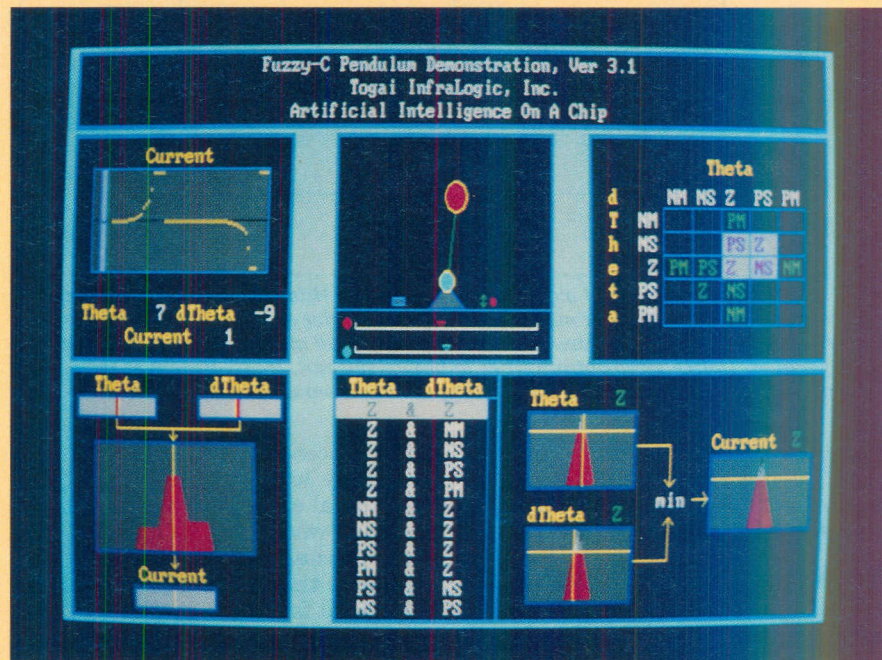 Fuzzy-C Pendulum Demonstration, Ver 3.1
Togai InfraLogic, Inc.
Artificial Intelligence On A Chip
Current
Theta 7 dTheta -9
Current 1
Theta
d T h e t a
NM NS Z PS PM
NM PM
NS PS Z
Z PM PS Z NS NM
PS Z NS
PM NM
Theta dTheta
Current
Theta dTheta
Z & Z
Z & NM
Z & NS
Z & PS
Z & PM
NM & Z
NS & Z
PS & Z
PM & Z
PS & NS
NS & PS
Theta Z
dTheta Z
min
Current Z